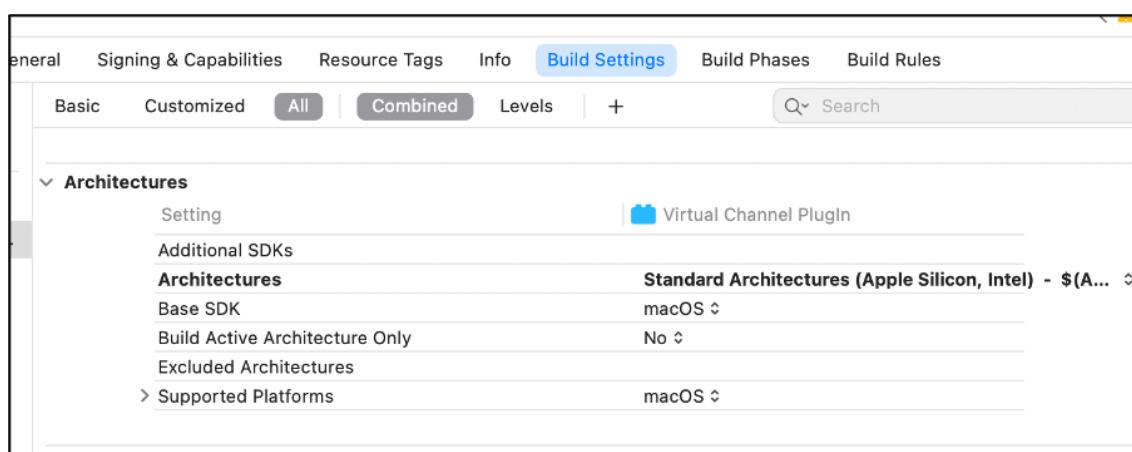 eneral Signing & Capabilities Resource Tags Info Build Settings Build Phases Build Rules
Basic Customized All Combined Levels + Search
Architectures
Setting Virtual Channel PlugIn
Additional SDKs
Architectures Standard Architectures (Apple Silicon, Intel) - $(A...
Base SDK macOS
Build Active Architecture Only No
Excluded Architectures
Supported Platforms macOS